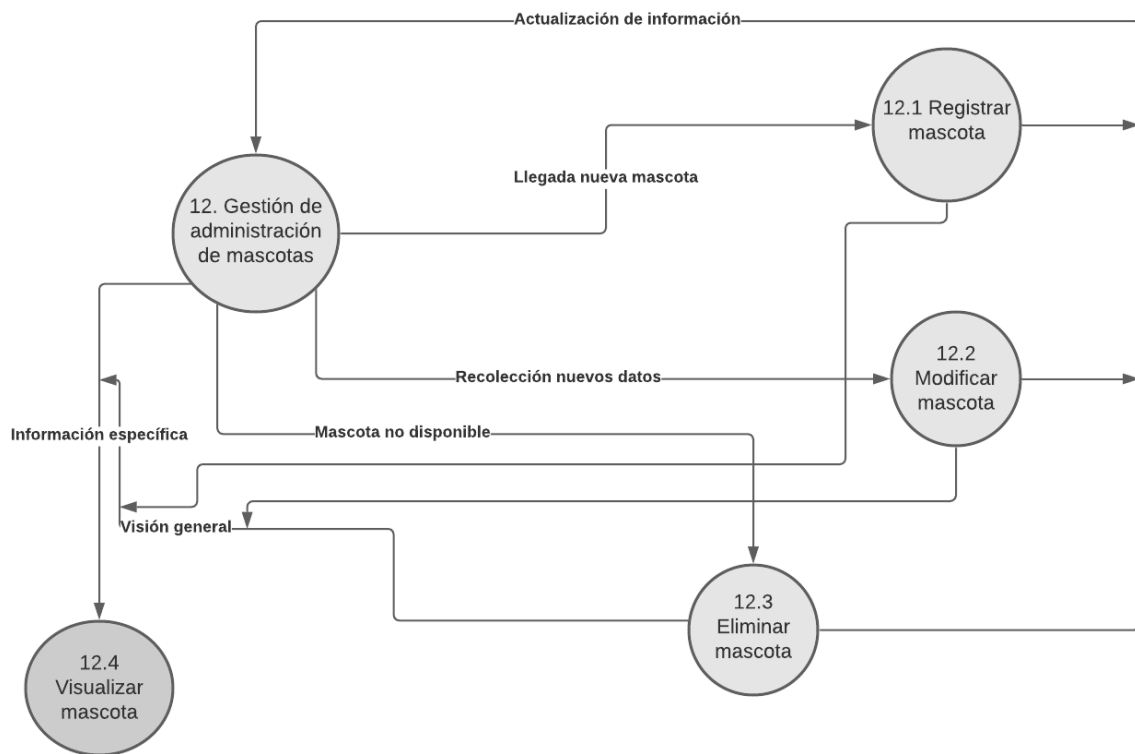 Actualización de información
12.1 Registrar
mascota
Llegada nueva mascota
12. Gestión de
administración
de mascotas
12.2
Modificar
mascota
Recolección nuevos datos
Información específica
Mascota no disponible
Visión general
12.3
Eliminar
mascota
12.4
Visualizar
mascota